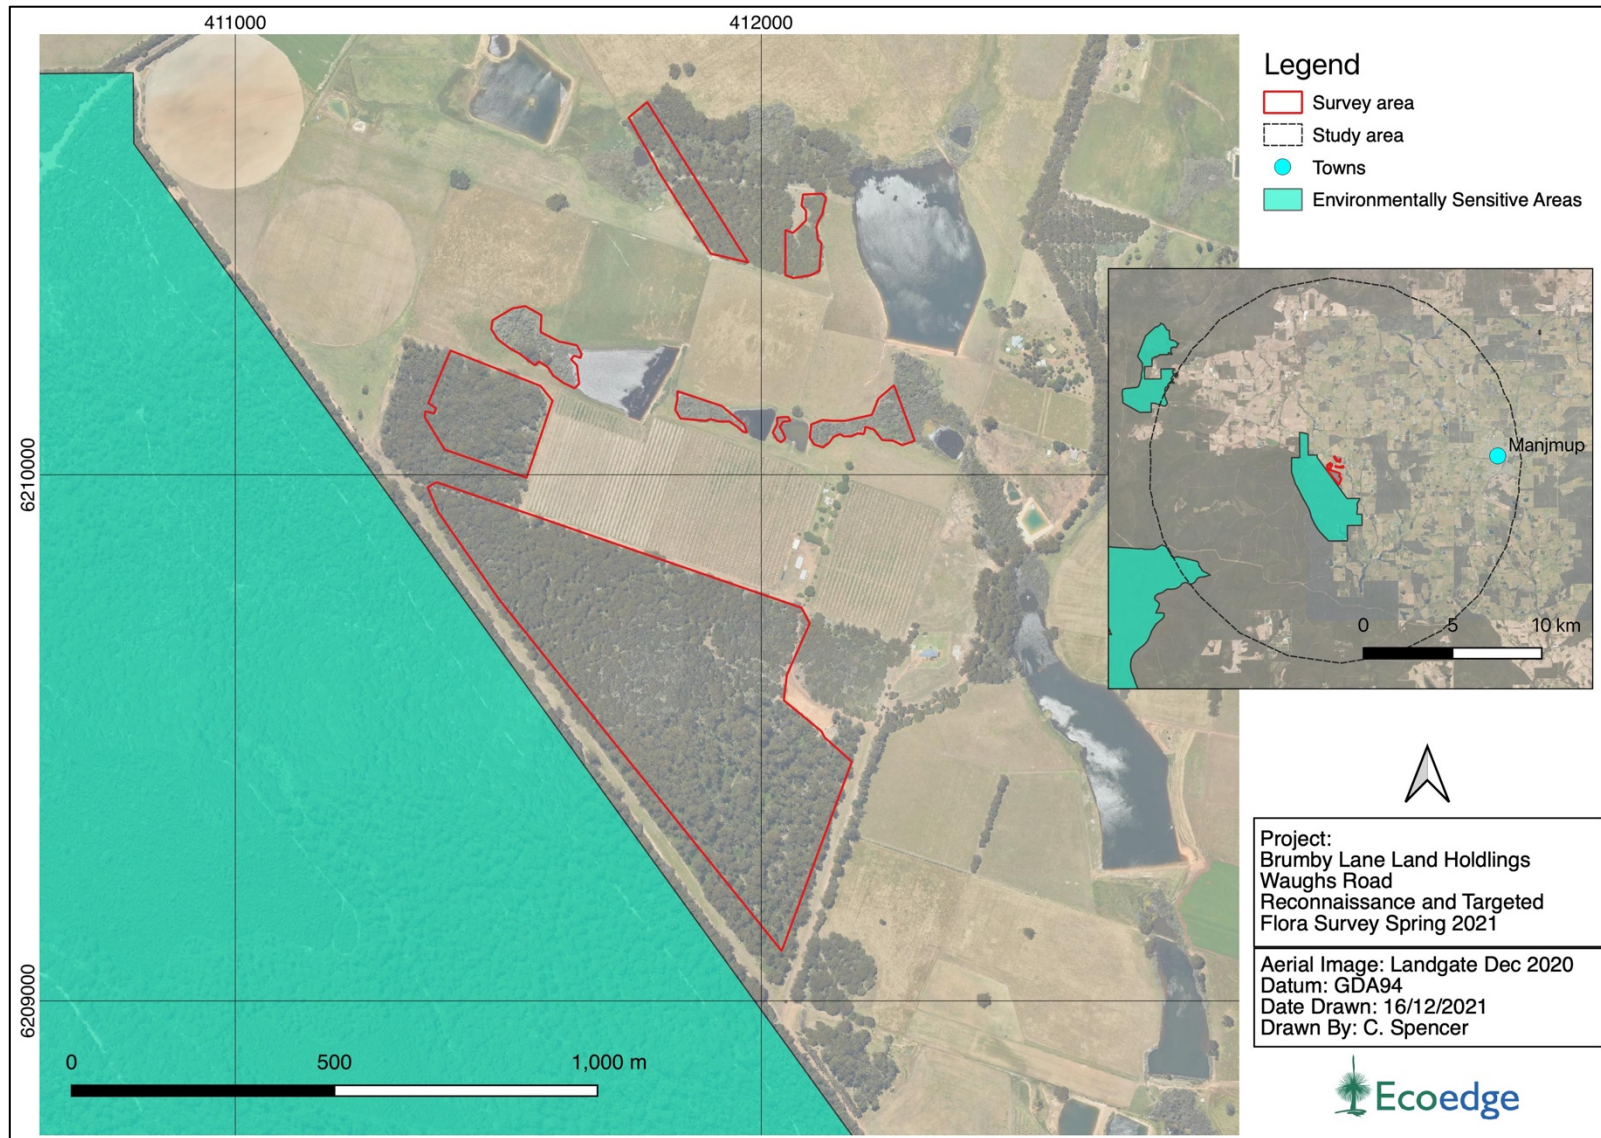 411000
412000
6210000
6209000
0 500 1,000 m
Legend
Survey area
Study area
Towns
Environmentally Sensitive Areas
Manjmup
0 5 10 km
Project:
Brumby Lane Land Holdlings
Waughs Road
Reconnaissance and Targeted
Flora Survey Spring 2021
Aerial Image: Landgate Dec 2020
Datum: GDA94
Date Drawn: 16/12/2021
Drawn By: C. Spencer
Ecoedge